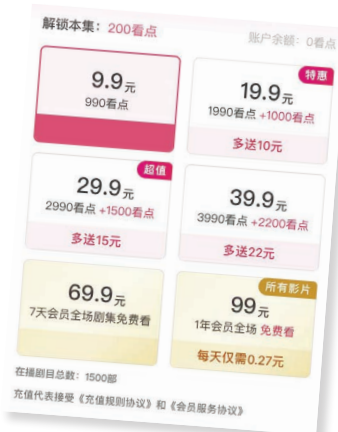 解锁本集：200看点
账户余额：0看点
9.9元
990看点
特惠
19.9元
1990看点 +1000看点
多送10元
超值
29.9元
2990看点 +1500看点
多送15元
39.9元
3990看点 +2200看点
多送22元
69.9元
7天会员全场剧集免费看
所有影片
99元
1年会员全场 免费看
每天仅需0.27元
在播剧目总数：1500部
充值代表接受《充值规则协议》和《会员服务协议》